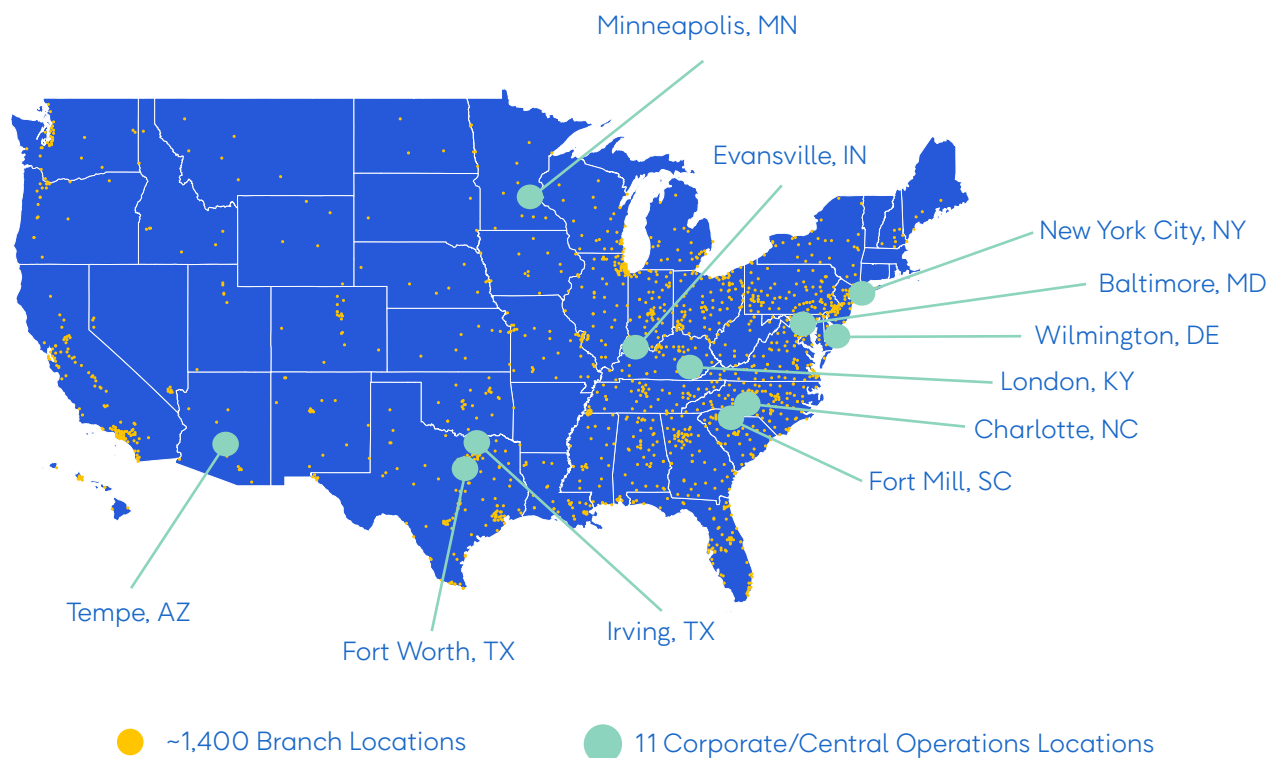 Minneapolis, MN
Evansville, IN
New York City, NY
Baltimore, MD
Wilmington, DE
London, KY
Charlotte, NC
Fort Mill, SC
Tempe, AZ
Irving, TX
Fort Worth, TX
~1,400 Branch Locations
11 Corporate/Central Operations Locations